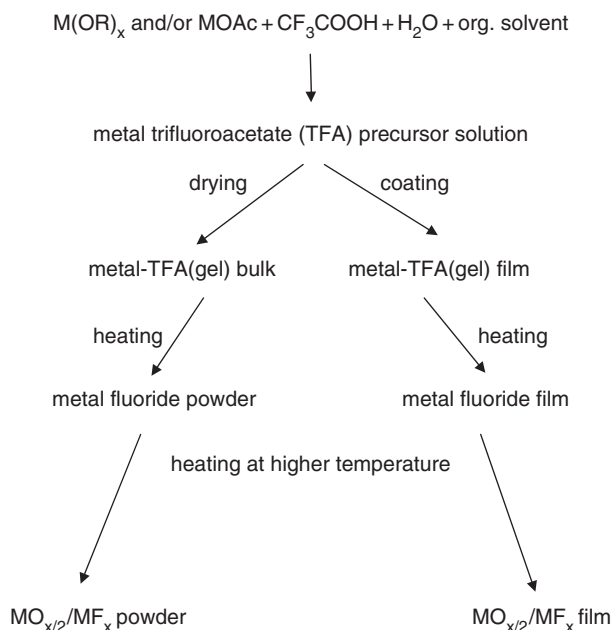 M(OR)ₓ and/or MOAc + CF₃COOH + H₂O + org. solvent
metal trifluoroacetate (TFA) precursor solution
drying coating
metal-TFA(gel) bulk metal-TFA(gel) film
heating heating
metal fluoride powder metal fluoride film
heating at higher temperature
MOₓ/₂/MFₓ powder MOₓ/₂/MFₓ film